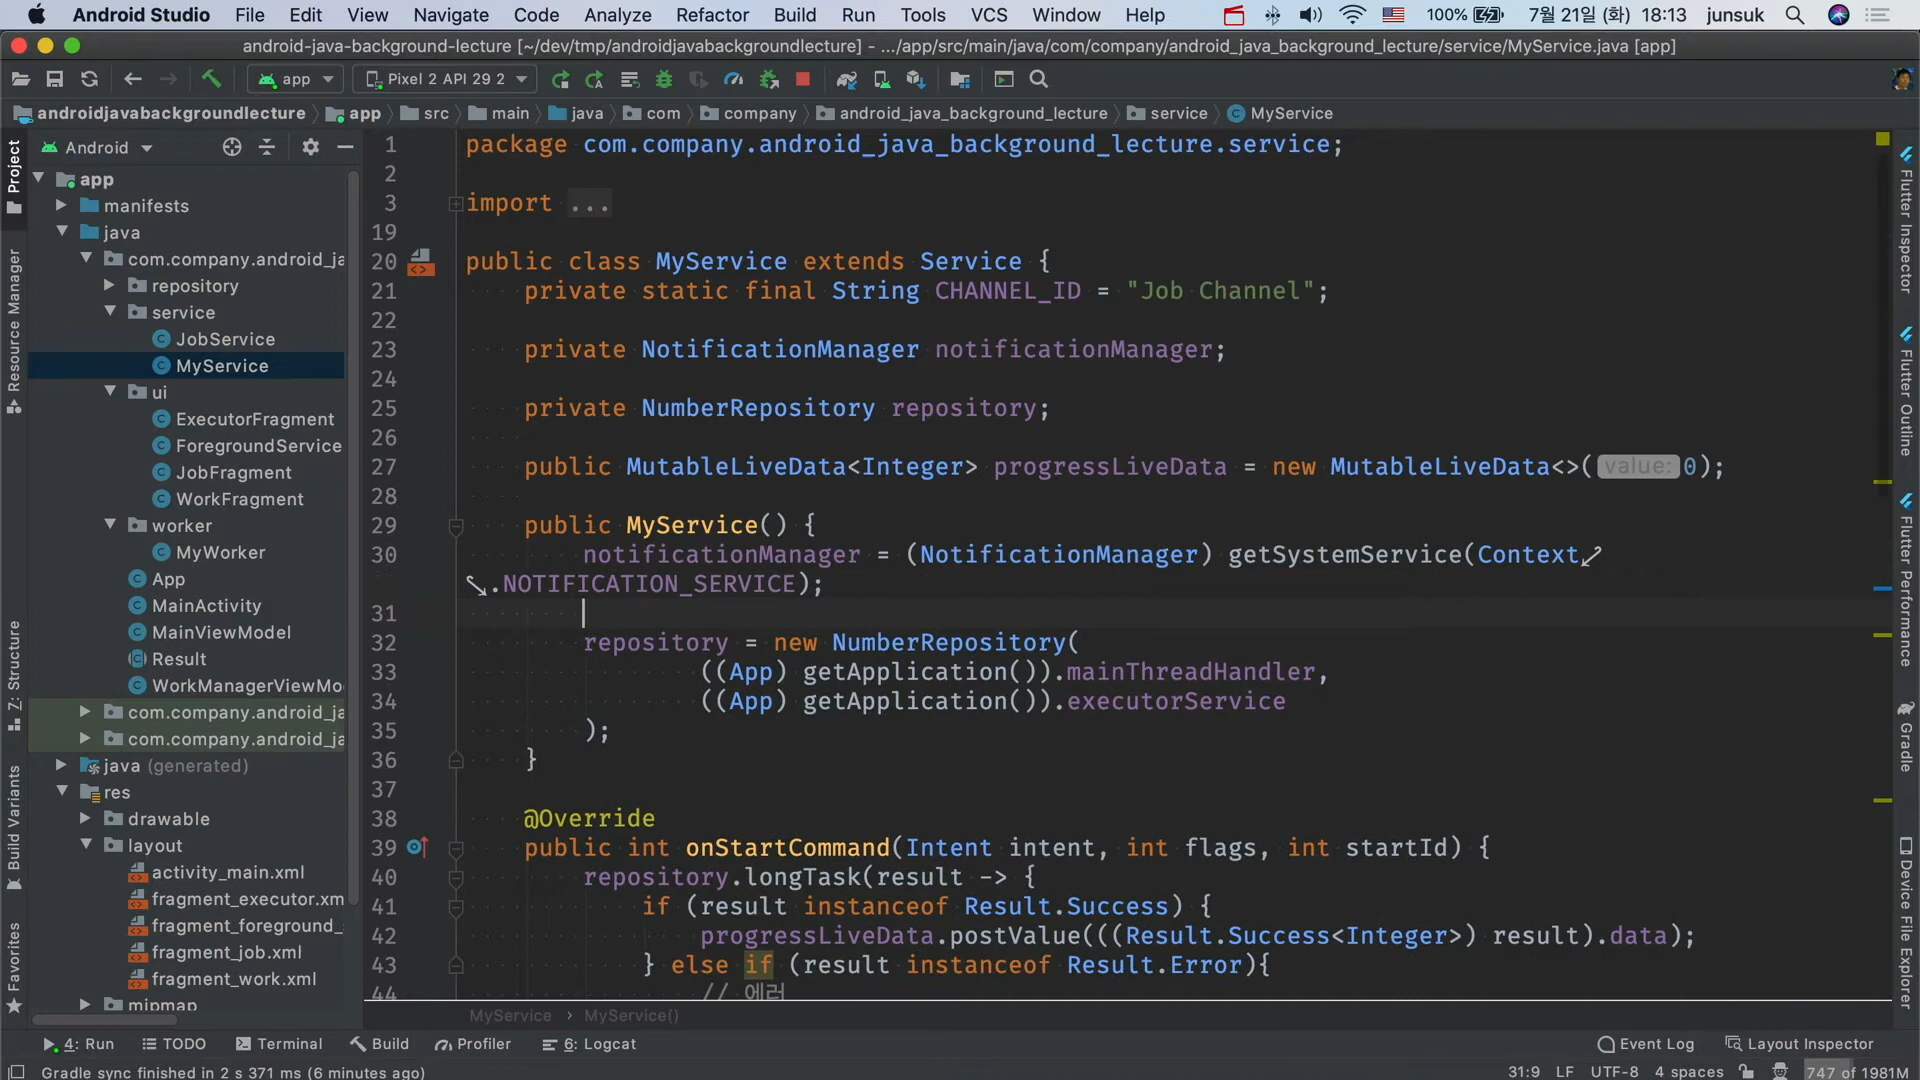 Android Studio File Edit View Navigate Code Analyze Refactor Build Run Tools VCS Window Help 100% 7월 21일 (화) 18:13 junsuk
android-java-background-lecture [~/dev/tmp/androidjavabackgroundlecture] - .../app/src/main/java/com/company/android_java_background_lecture/service/MyService.java [app]
app Pixel 2 API 29 2
androidjavabackgroundlecture app src main java com company android_java_background_lecture service MyService
Project
Resource Manager
Z: Structure
Build Variants
Favorites
Android
app
manifests
java
com.company.android_ja
repository
service
JobService
MyService
ui
ExecutorFragment
ForegroundService
JobFragment
WorkFragment
worker
MyWorker
App
MainActivity
MainViewModel
Result
WorkManagerViewMo
com.company.android_ja
com.company.android_ja
java (generated)
res
drawable
layout
activity_main.xml
fragment_executor.xm
fragment_foreground_
fragment_job.xml
fragment_work.xml
mipmap
1 package com.company.android_java_background_lecture.service;
2
3 import ...
19
20 public class MyService extends Service {
21 private static final String CHANNEL_ID = "Job Channel";
22
23 private NotificationManager notificationManager;
24
25 private NumberRepository repository;
26
27 public MutableLiveData<Integer> progressLiveData = new MutableLiveData<>( value: 0);
28
29 public MyService() {
30 notificationManager = (NotificationManager) getSystemService(Context
.NOTIFICATION_SERVICE);
31
32 repository = new NumberRepository(
33 ((App) getApplication()).mainThreadHandler,
34 ((App) getApplication()).executorService
35 );
36 }
37
38 @Override
39 public int onStartCommand(Intent intent, int flags, int startId) {
40 repository.longTask(result -> {
41 if (result instanceof Result.Success) {
42 progressLiveData.postValue(((Result.Success<Integer>) result).data);
43 } else if (result instanceof Result.Error){
44 // 에러
MyService MyService()
Flutter Inspector
Flutter Outline
Flutter Performance
Gradle
Device File Explorer
4: Run TODO Terminal Build Profiler 6: Logcat Event Log Layout Inspector
Gradle sync finished in 2 s 371 ms (6 minutes ago) 31:9 LF UTF-8 4 spaces 747 of 1981M